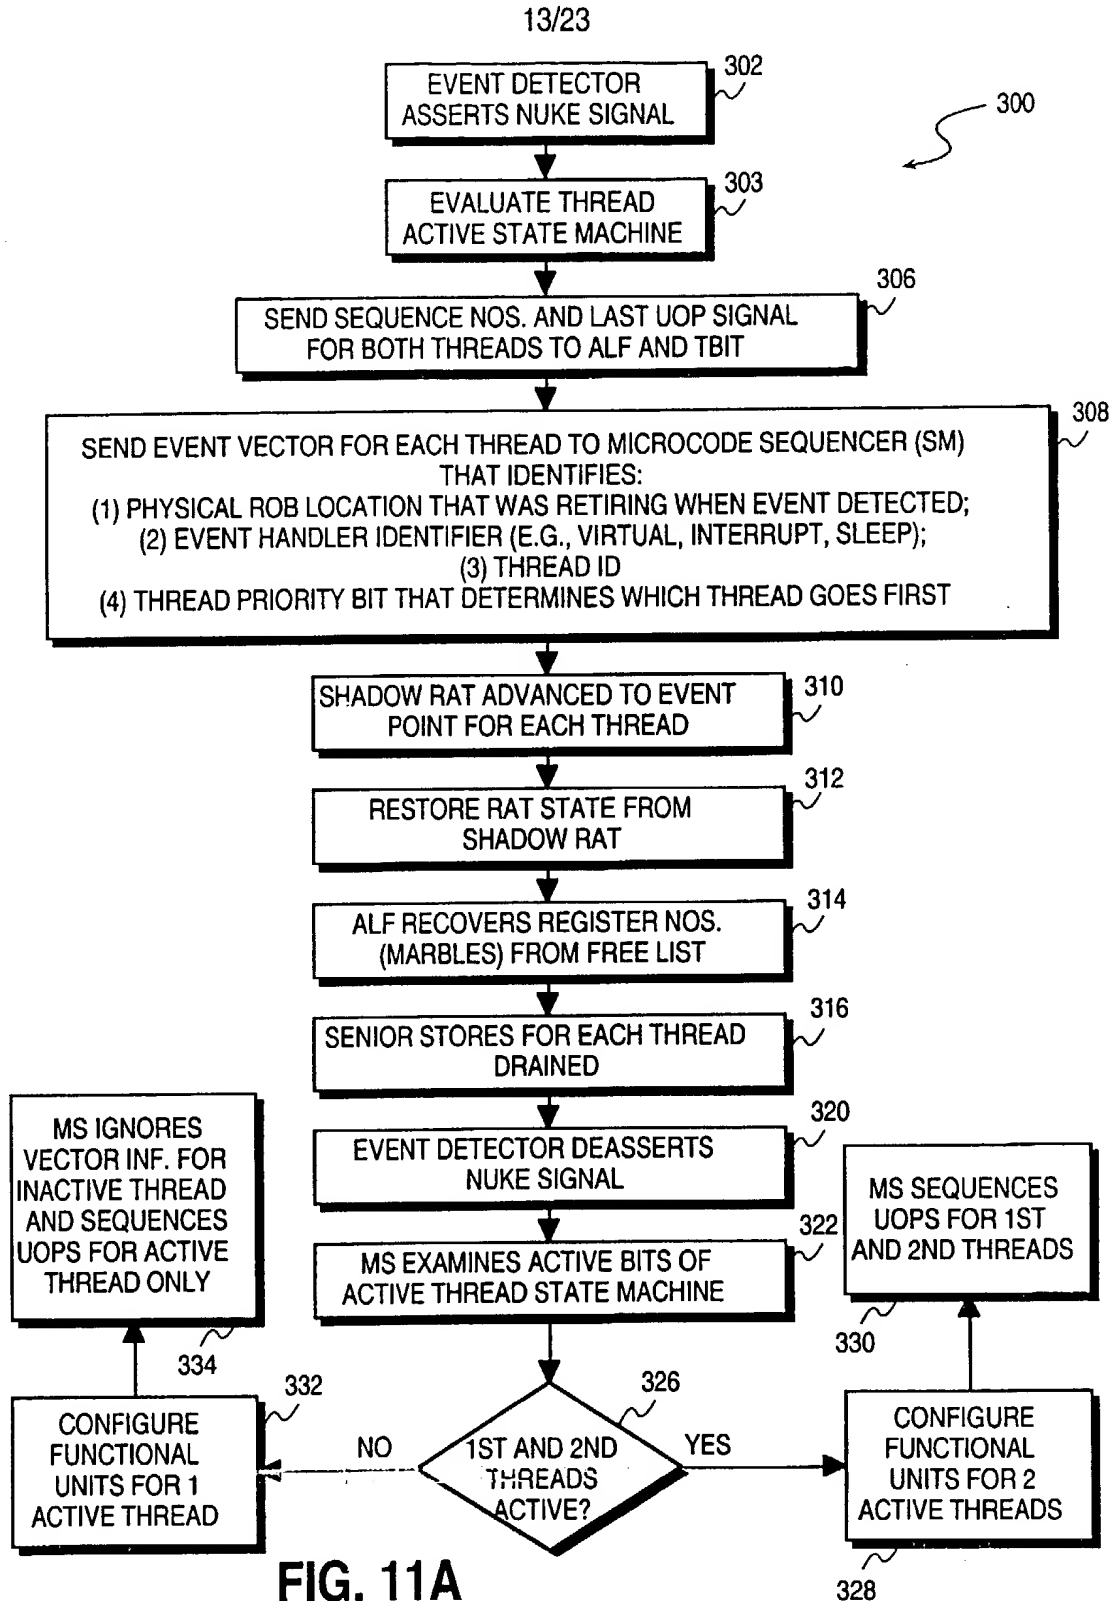 13/23
EVENT DETECTOR
ASSERTS NUKE SIGNAL
302
300
EVALUATE THREAD
ACTIVE STATE MACHINE
303
SEND SEQUENCE NOS. AND LAST UOP SIGNAL
FOR BOTH THREADS TO ALF AND TBIT
306
SEND EVENT VECTOR FOR EACH THREAD TO MICROCODE SEQUENCER (SM)
THAT IDENTIFIES:
(1) PHYSICAL ROB LOCATION THAT WAS RETIRING WHEN EVENT DETECTED;
(2) EVENT HANDLER IDENTIFIER (E.G., VIRTUAL, INTERRUPT, SLEEP);
(3) THREAD ID
(4) THREAD PRIORITY BIT THAT DETERMINES WHICH THREAD GOES FIRST
308
SHADOW RAT ADVANCED TO EVENT
POINT FOR EACH THREAD
310
RESTORE RAT STATE FROM
SHADOW RAT
312
ALF RECOVERS REGISTER NOS.
(MARBLES) FROM FREE LIST
314
SENIOR STORES FOR EACH THREAD
DRAINED
316
EVENT DETECTOR DEASSERTS
NUKE SIGNAL
320
MS EXAMINES ACTIVE BITS OF
ACTIVE THREAD STATE MACHINE
322
1ST AND 2ND
THREADS
ACTIVE?
326
NO
YES
CONFIGURE
FUNCTIONAL
UNITS FOR 1
ACTIVE THREAD
332
MS IGNORES
VECTOR INF. FOR
INACTIVE THREAD
AND SEQUENCES
UOPS FOR ACTIVE
THREAD ONLY
334
CONFIGURE
FUNCTIONAL
UNITS FOR 2
ACTIVE THREADS
328
MS SEQUENCES
UOPS FOR 1ST
AND 2ND THREADS
330
FIG. 11A